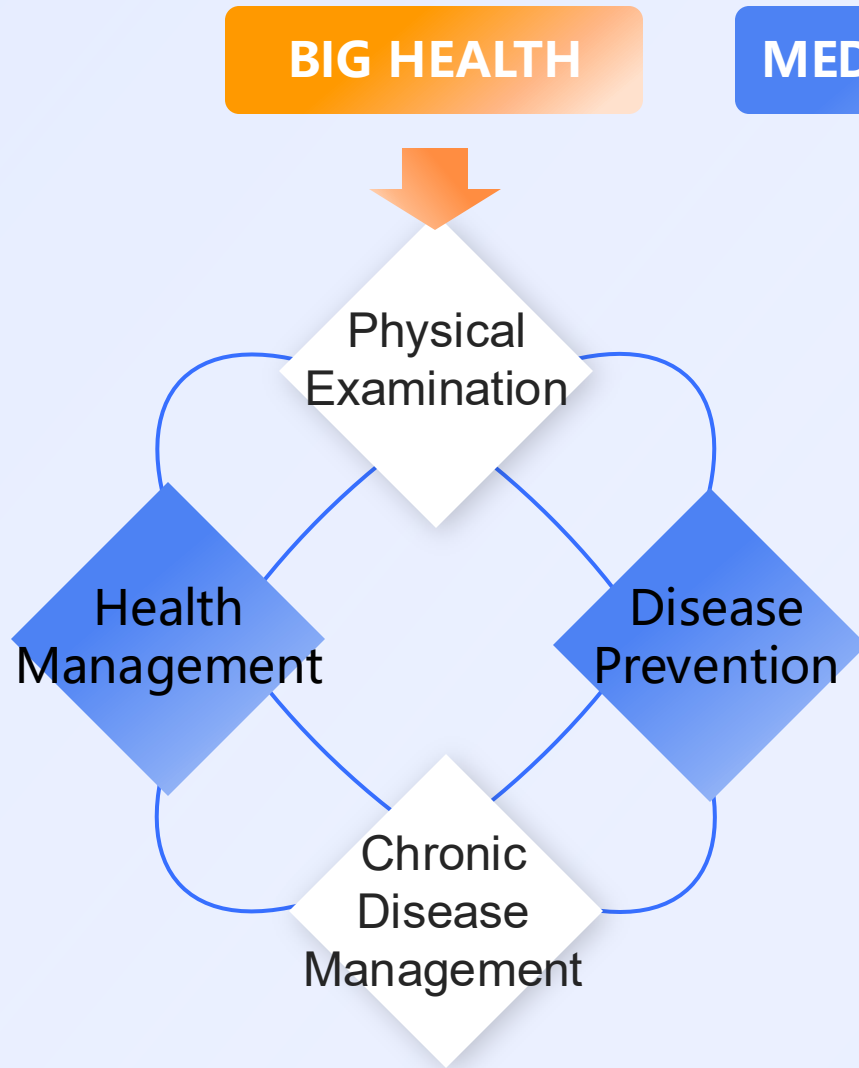 BIG HEALTH
MED
Physical
Examination
Health
Management
Disease
Prevention
Chronic
Disease
Management